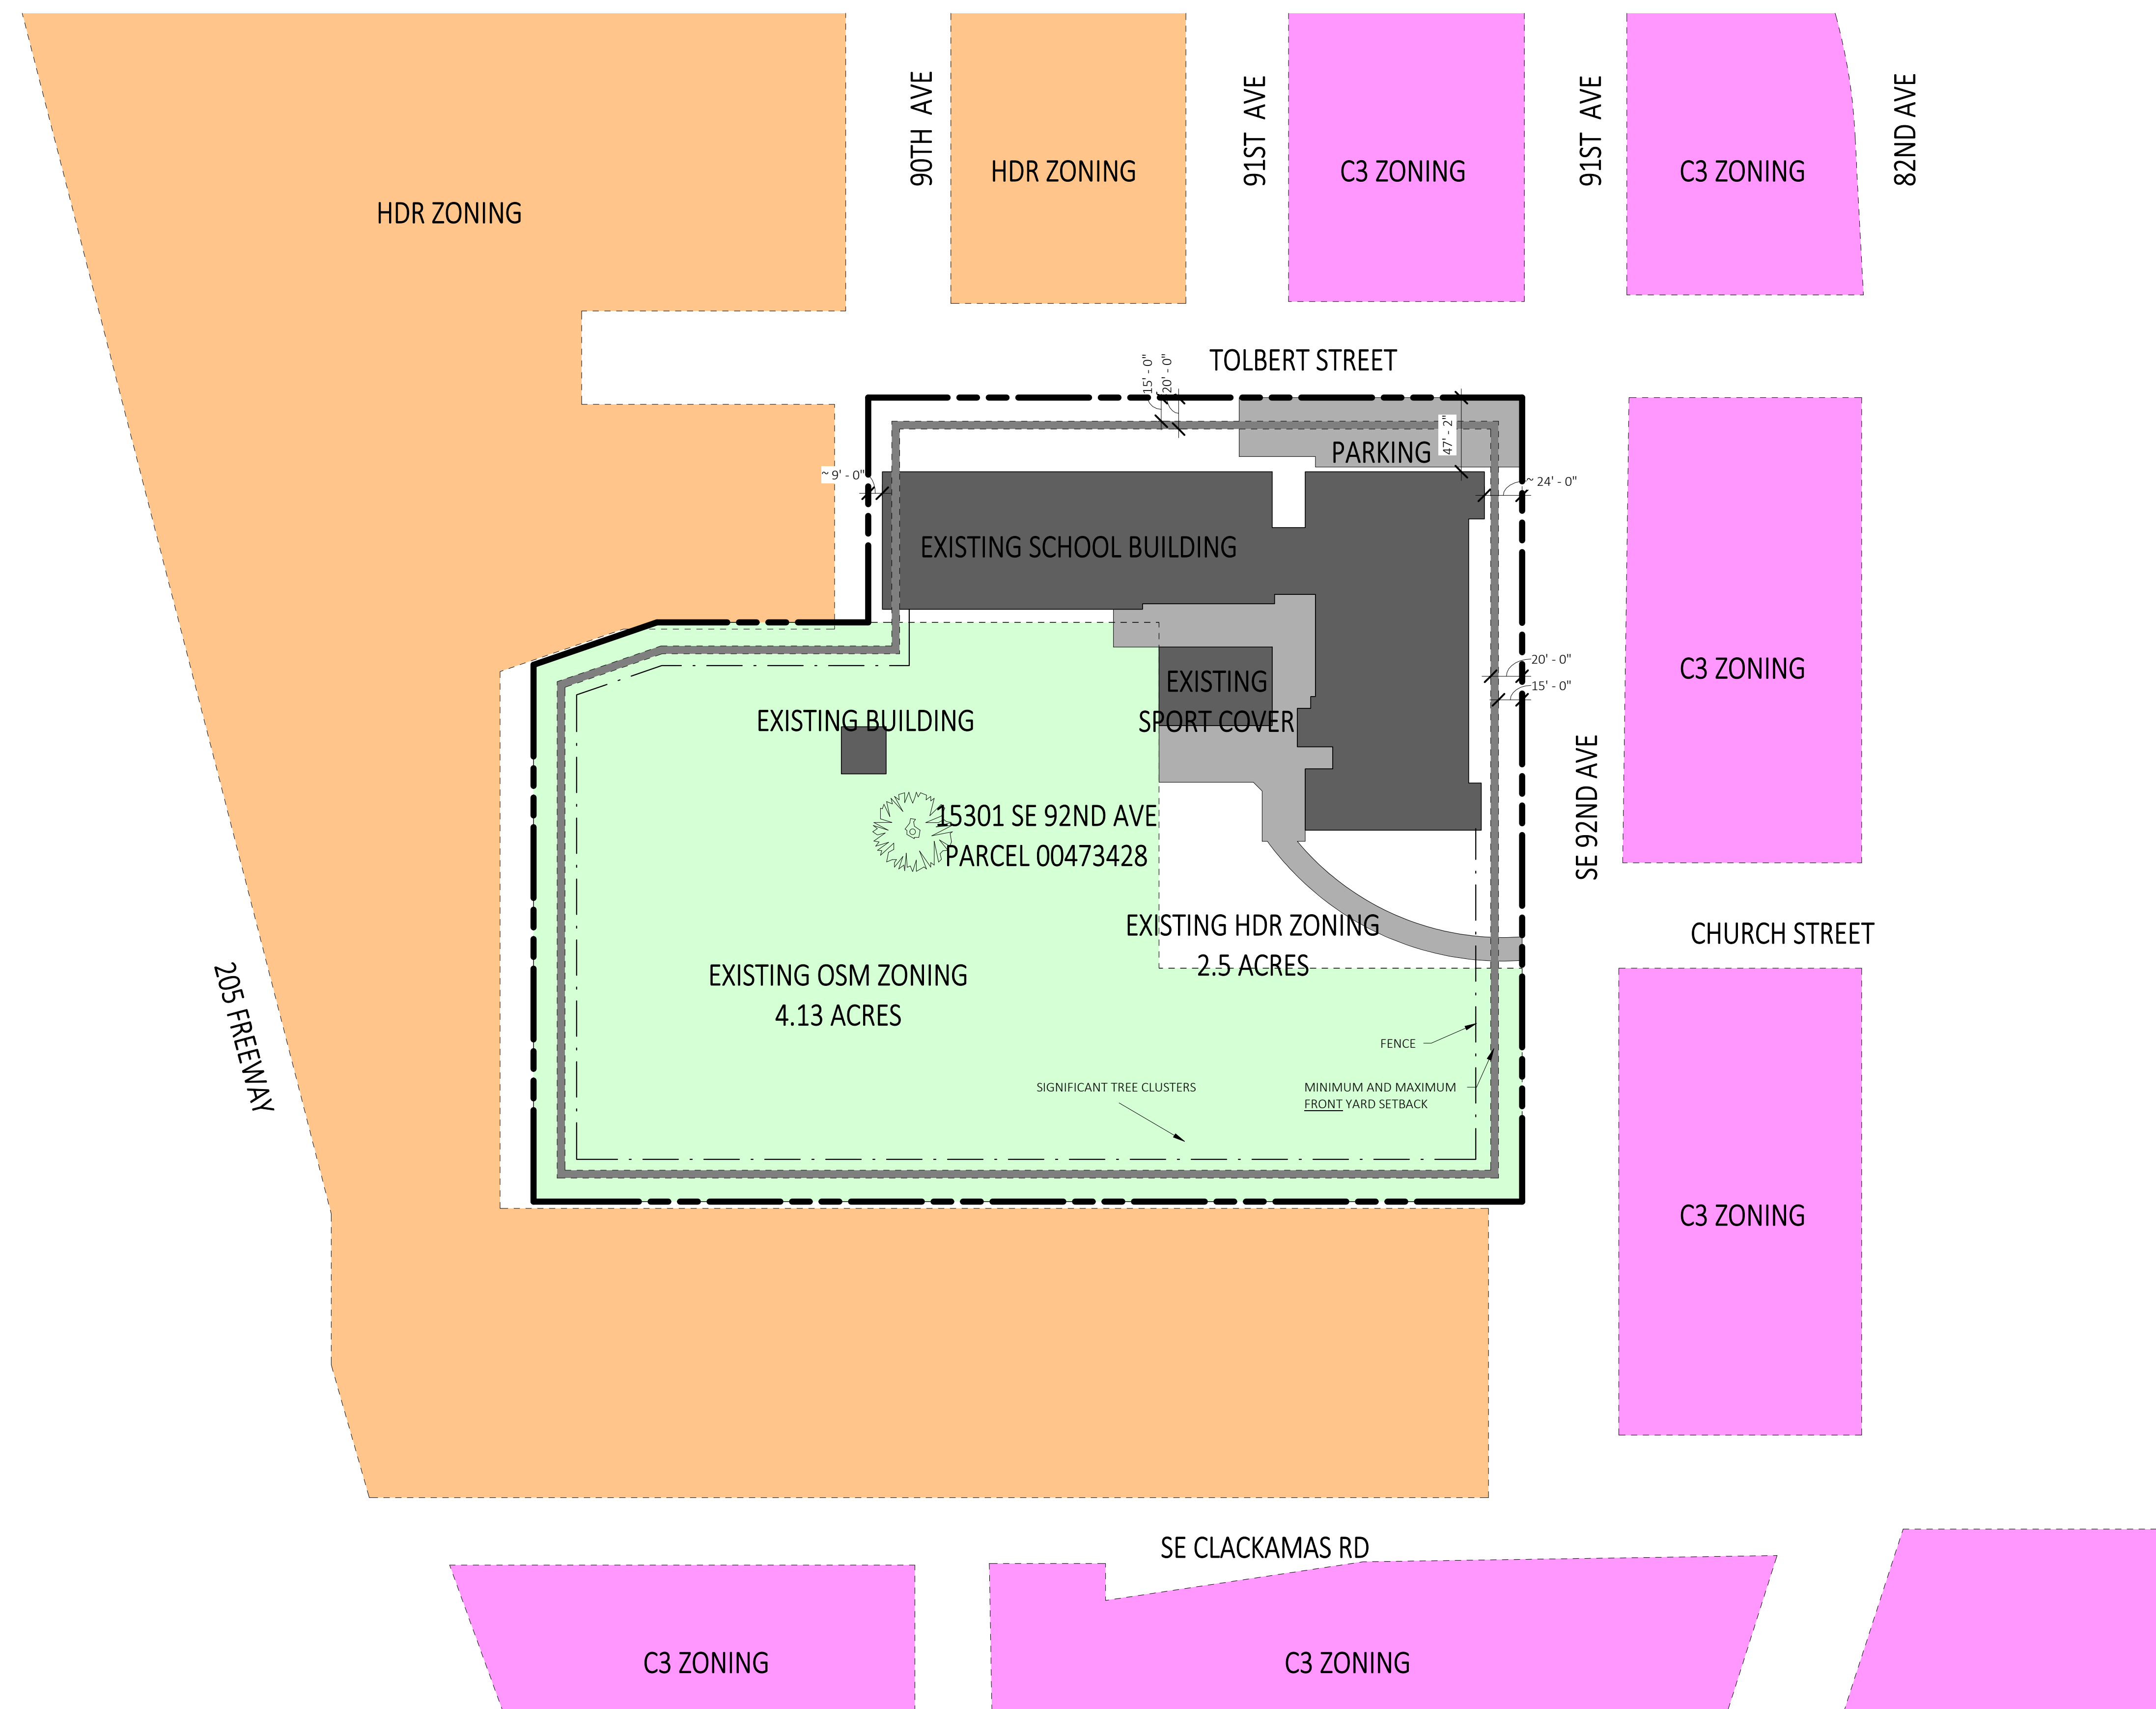 90TH AVE
91ST AVE
91ST AVE
82ND AVE
HDR ZONING
HDR ZONING
C3 ZONING
C3 ZONING
TOLBERT STREET
15' - 0"
20' - 0"
PARKING
47' - 2"
~ 9' - 0"
~ 24' - 0"
EXISTING SCHOOL BUILDING
20' - 0"
15' - 0"
C3 ZONING
EXISTING
SPORT COVER
EXISTING BUILDING
SE 92ND AVE
15301 SE 92ND AVE
PARCEL 00473428
EXISTING HDR ZONING
2.5 ACRES
CHURCH STREET
EXISTING OSM ZONING
4.13 ACRES
205 FREEWAY
FENCE
SIGNIFICANT TREE CLUSTERS
MINIMUM AND MAXIMUM
FRONT YARD SETBACK
C3 ZONING
SE CLACKAMAS RD
C3 ZONING
C3 ZONING